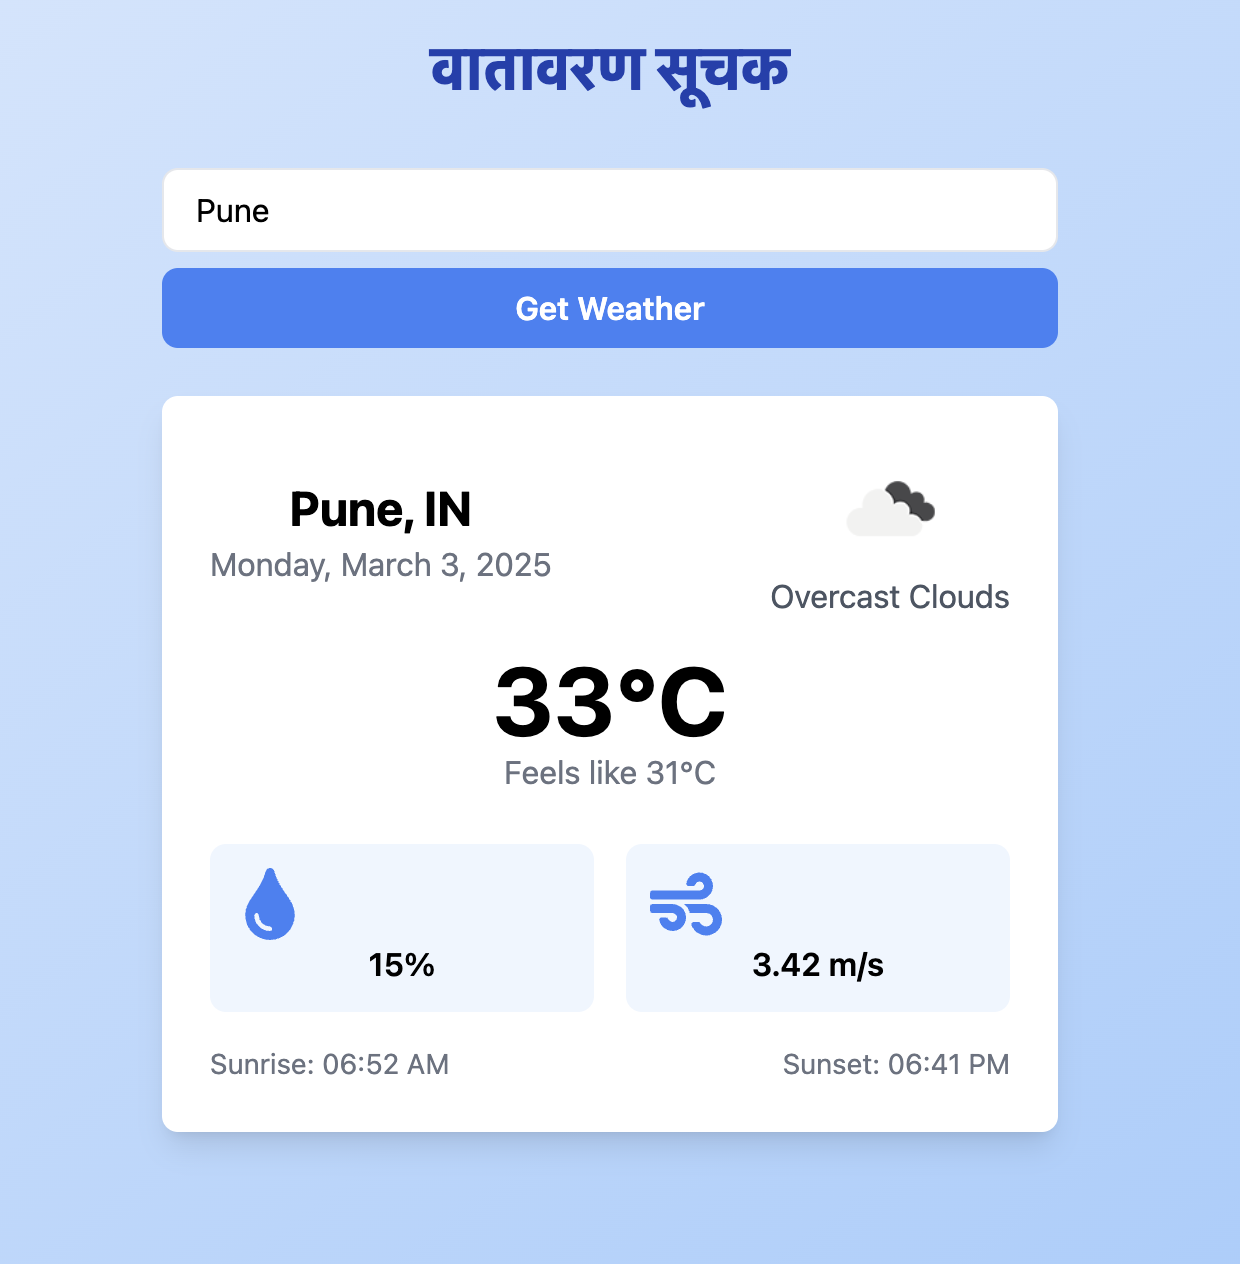 वातावरण सूचक
Pune
Get Weather
Pune, IN
Monday, March 3, 2025
Overcast Clouds
33°C
Feels like 31°C
15%
3.42 m/s
Sunrise: 06:52 AM
Sunset: 06:41 PM